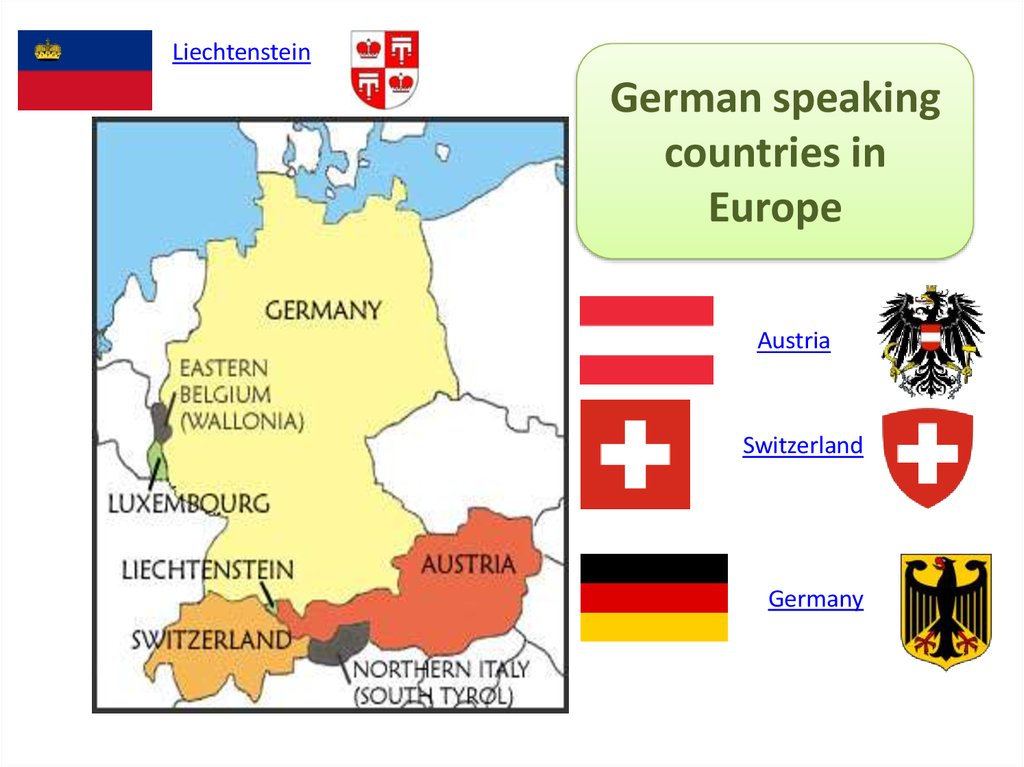 Liechtenstein
German speaking
countries in
Europe
GERMANY
EASTERN
BELGIUM
(WALLONIA)
LUXEMBOURG
LIECHTENSTEIN
AUSTRIA
SWITZERLAND
NORTHERN ITALY
(SOUTH TYROL)
Austria
Switzerland
Germany